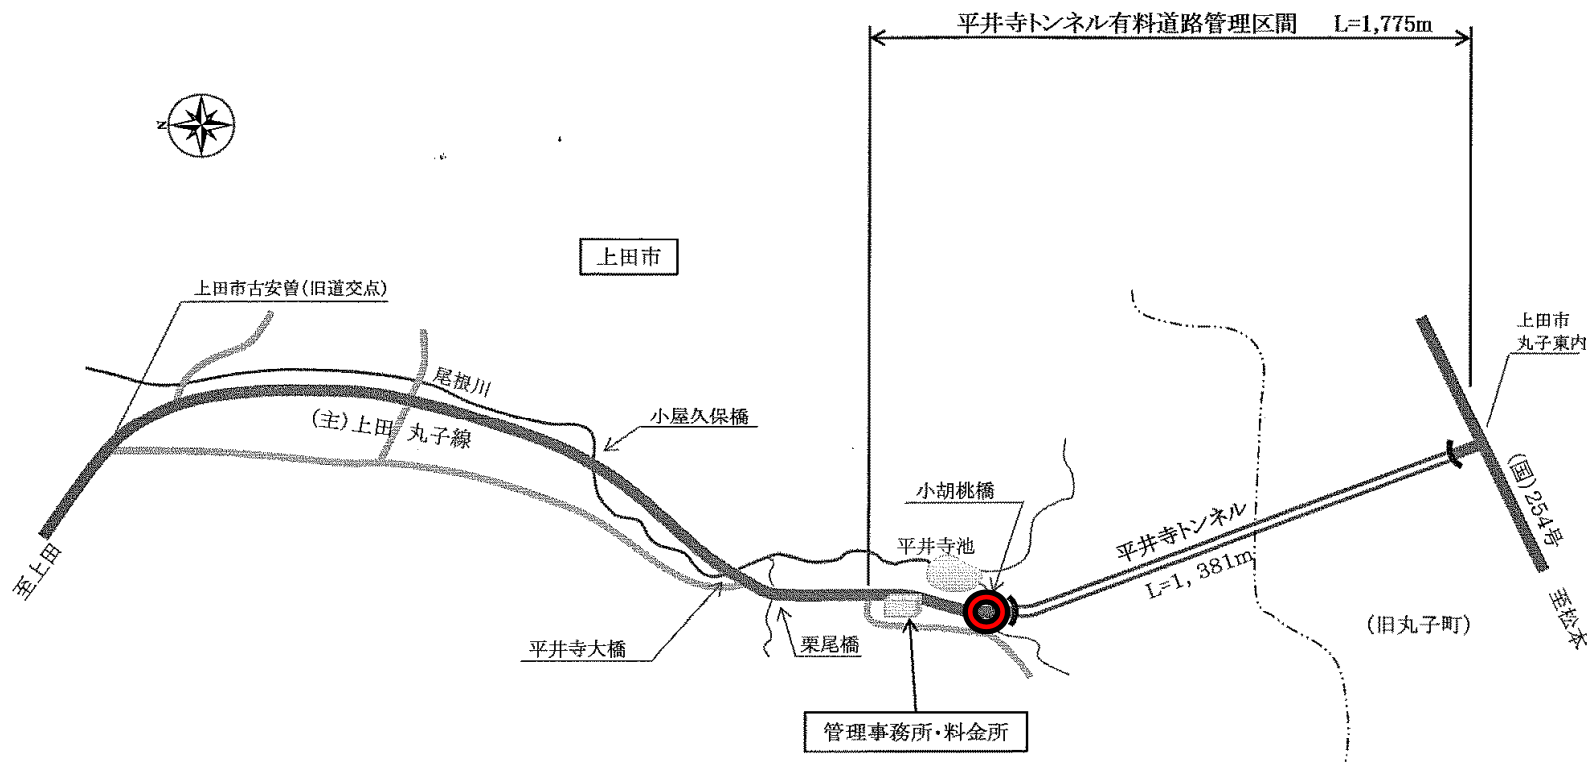 平井寺トンネル有料道路管理区間 L=1,775m
N
上田市
上田市古安曽(旧道交点)
上田市
丸子東内
尾根川
(主)上田 丸子線
小屋久保橋
小胡桃橋
(国)254号
平井寺トンネル
平井寺池
至上田
L=1, 381m
至松本
(旧丸子町)
平井寺大橋
栗尾橋
管理事務所・料金所